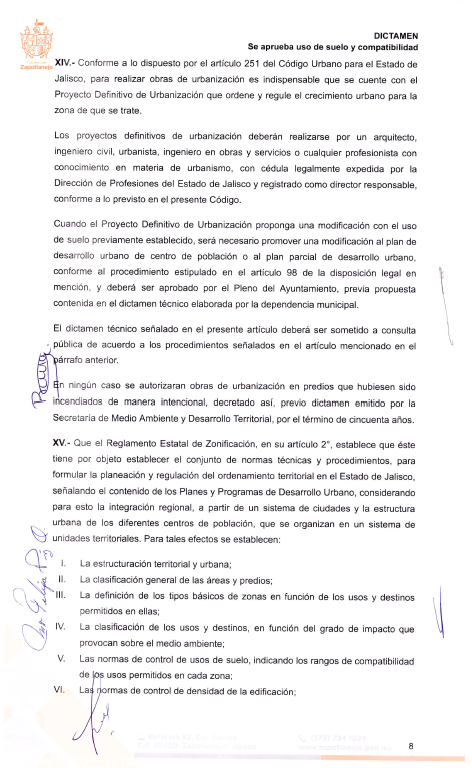 DICTAMEN
Se aprueba uso de suelo y compatibilidad
Zapotlanejo
XIV.- Conforme a lo dispuesto por el artículo 251 del Código Urbano para el Estado de
Jalisco, para realizar obras de urbanización es indispensable que se cuente con el
Proyecto Definitivo de Urbanización que ordene y regule el crecimiento urbano para la
zona de que se trate.
Los proyectos definitivos de urbanización deberán realizarse por un arquitecto,
ingeniero civil, urbanista, ingeniero en obras y servicios o cualquier profesionista con
conocimiento en materia de urbanismo, con cédula legalmente expedida por la
Dirección de Profesiones del Estado de Jalisco y registrado como director responsable,
conforme a lo previsto en el presente Código.
Cuando el Proyecto Definitivo de Urbanización proponga una modificación con el uso
de suelo previamente establecido, será necesario promover una modificación al plan de
desarrollo urbano de centro de población o al plan parcial de desarrollo urbano,
conforme al procedimiento estipulado en el artículo 98 de la disposición legal en
mención, y deberá ser aprobado por el Pleno del Ayuntamiento, previa propuesta
contenida en el dictamen técnico elaborada por la dependencia municipal.
El dictamen técnico señalado en el presente artículo deberá ser sometido a consulta
pública de acuerdo a los procedimientos señalados en el artículo mencionado en el
párrafo anterior.
En ningún caso se autorizaran obras de urbanización en predios que hubiesen sido
incendiados de manera intencional, decretado así, previo dictamen emitido por la
Secretaría de Medio Ambiente y Desarrollo Territorial, por el término de cincuenta años.
XV.- Que el Reglamento Estatal de Zonificación, en su artículo 2°, establece que éste
tiene por objeto establecer el conjunto de normas técnicas y procedimientos, para
formular la planeación y regulación del ordenamiento territorial en el Estado de Jalisco,
señalando el contenido de los Planes y Programas de Desarrollo Urbano, considerando
para esto la integración regional, a partir de un sistema de ciudades y la estructura
urbana de los diferentes centros de población, que se organizan en un sistema de
unidades territoriales. Para tales efectos se establecen:
I. La estructuración territorial y urbana;
II. La clasificación general de las áreas y predios;
III. La definición de los tipos básicos de zonas en función de los usos y destinos
permitidos en ellas;
IV. La clasificación de los usos y destinos, en función del grado de impacto que
provocan sobre el medio ambiente;
V. Las normas de control de usos de suelo, indicando los rangos de compatibilidad
de los usos permitidos en cada zona;
VI. Las normas de control de densidad de la edificación;
8